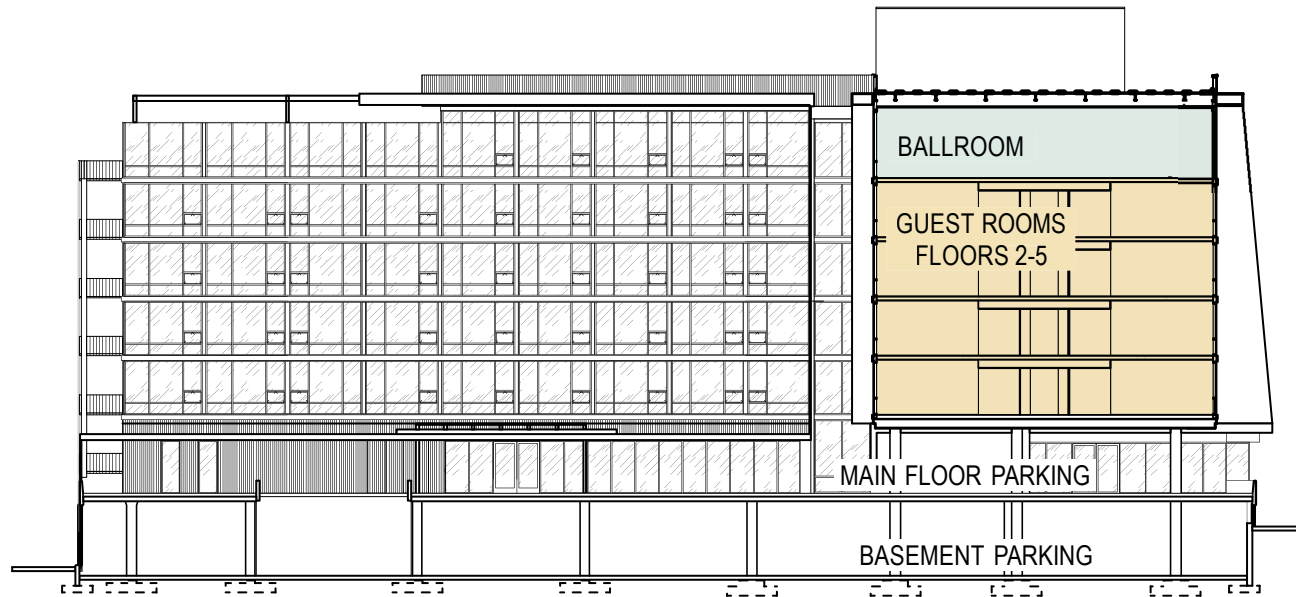 BALLROOM
GUEST ROOMS
FLOORS 2-5
MAIN FLOOR PARKING
BASEMENT PARKING